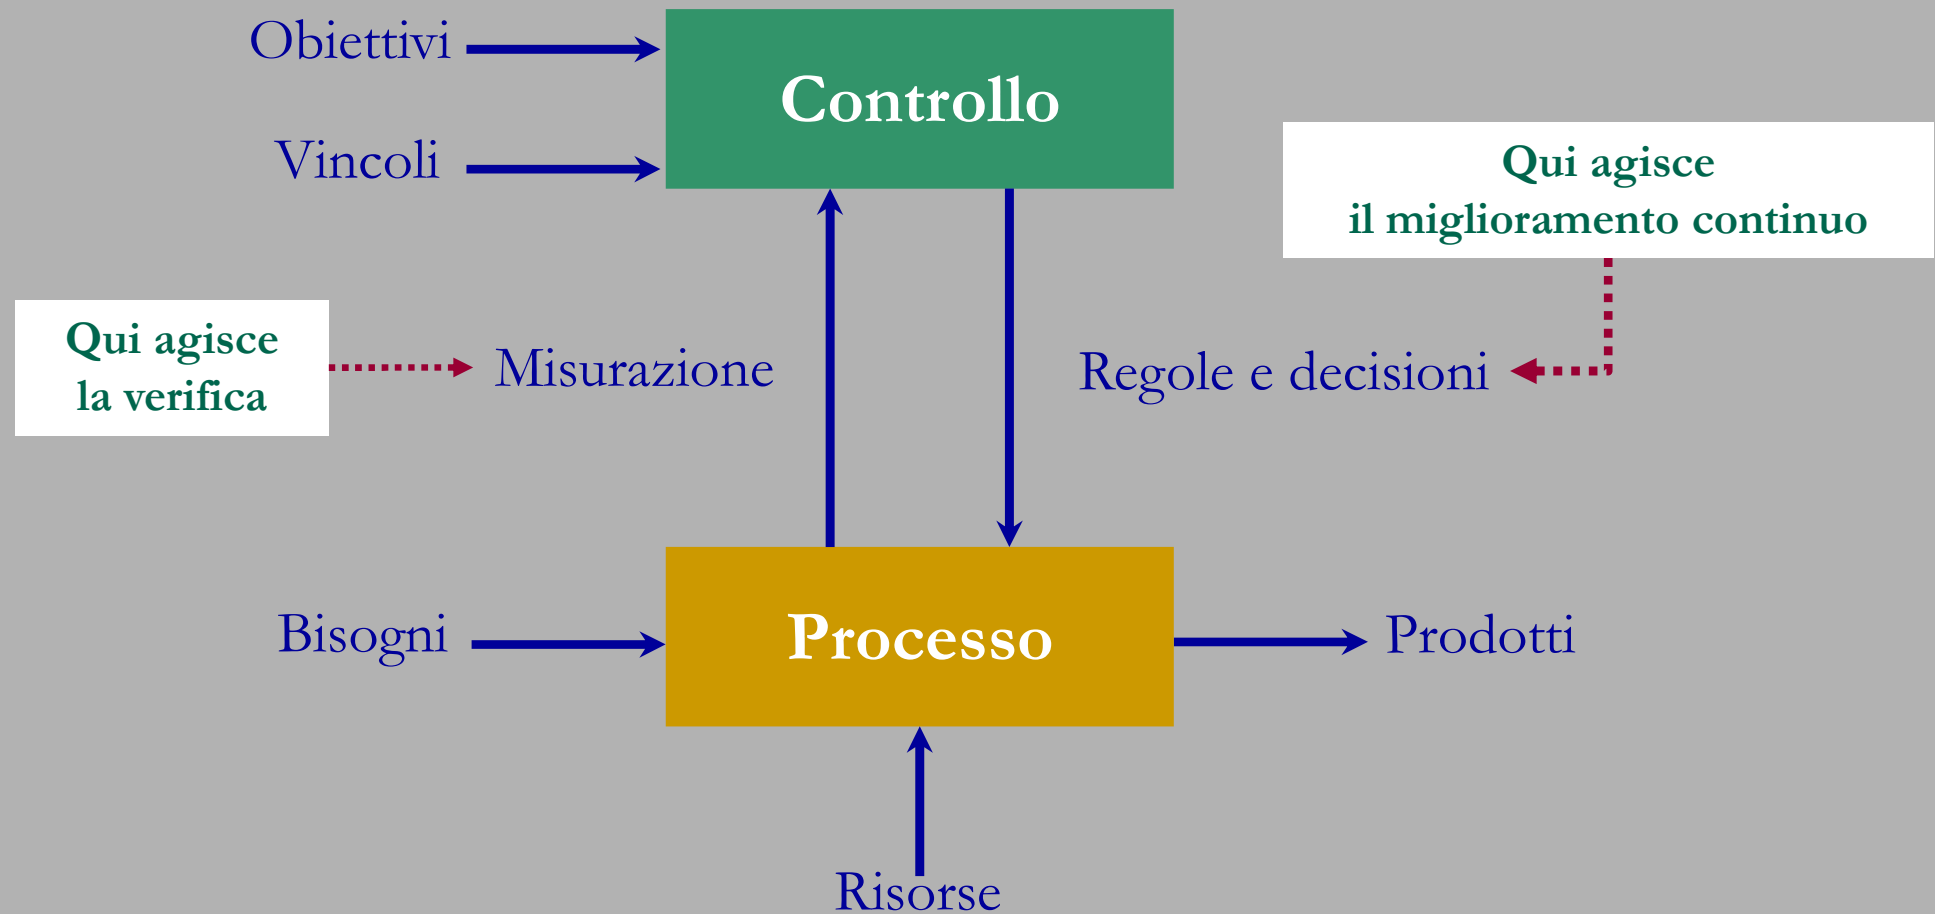 Obiettivi
Controllo
Vincoli
Qui agisce
il miglioramento continuo
Qui agisce
la verifica
Misurazione
Regole e decisioni
Bisogni
Processo
Prodotti
Risorse